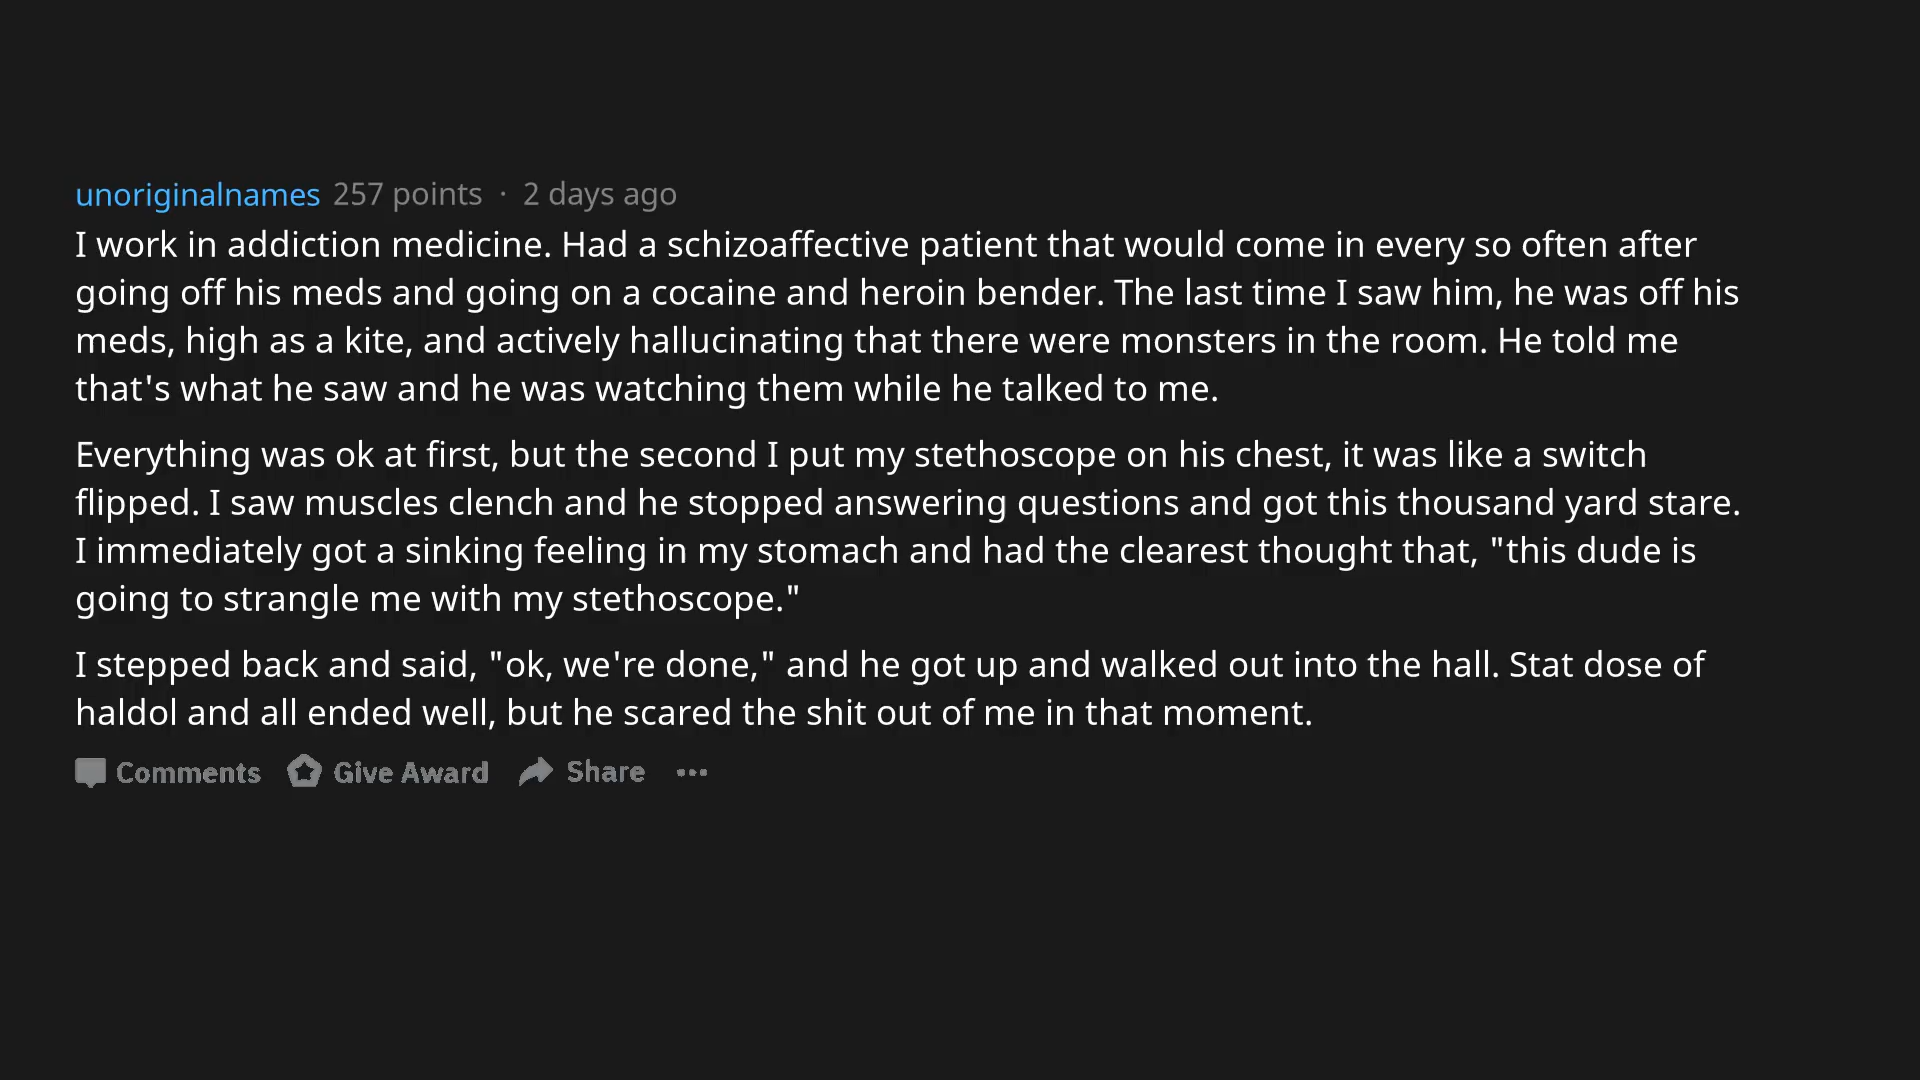 unoriginalnames 257 points · 2 days ago
I work in addiction medicine. Had a schizoaffective patient that would come in every so often after
going off his meds and going on a cocaine and heroin bender. The last time I saw him, he was off his
meds, high as a kite, and actively hallucinating that there were monsters in the room. He told me
that's what he saw and he was watching them while he talked to me.
Everything was ok at first, but the second I put my stethoscope on his chest, it was like a switch
flipped. I saw muscles clench and he stopped answering questions and got this thousand yard stare.
I immediately got a sinking feeling in my stomach and had the clearest thought that, "this dude is
going to strangle me with my stethoscope."
I stepped back and said, "ok, we're done," and he got up and walked out into the hall. Stat dose of
haldol and all ended well, but he scared the shit out of me in that moment.
Comments Give Award Share ...